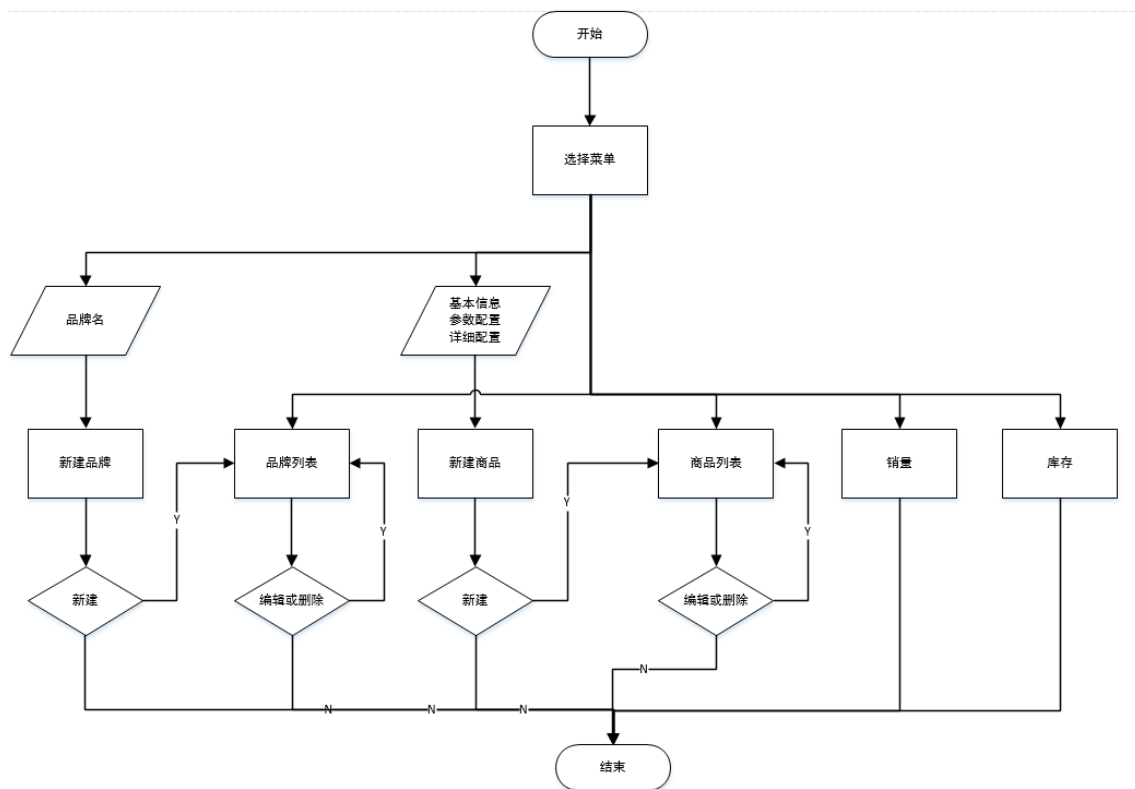 开始
选择菜单
品牌名
基本信息
参数配置
详细配置
新建品牌
品牌列表
新建商品
商品列表
销量
库存
Y
Y
Y
Y
新建
编辑或删除
新建
编辑或删除
N
N
N
N
结束